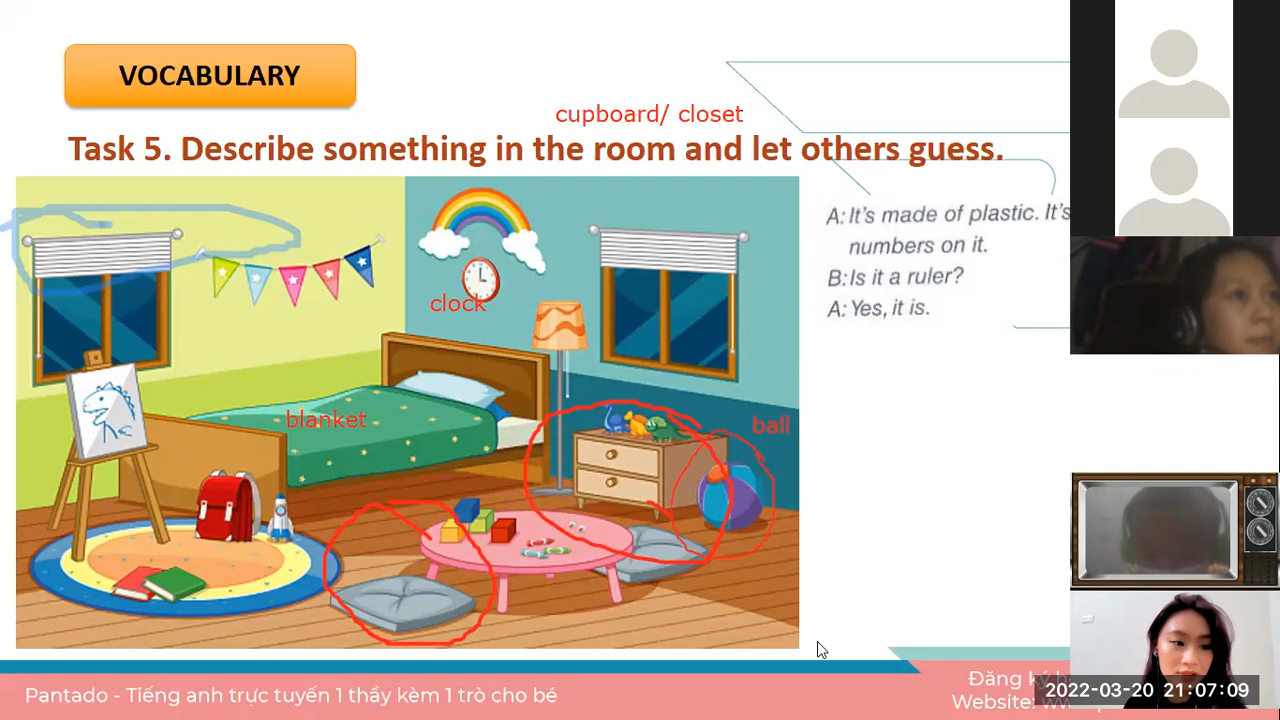 VOCABULARY
cupboard/ closet
Task 5. Describe something in the room and let others guess.
A: It's made of plastic. It's
numbers on it.
B: Is it a ruler?
A: Yes, it is.
clock
blanket
ball
Pantado - Tiếng anh trực tuyến 1 thầy kèm 1 trò cho bé
Đăng ký
Website:
2022-03-20 21:07:09